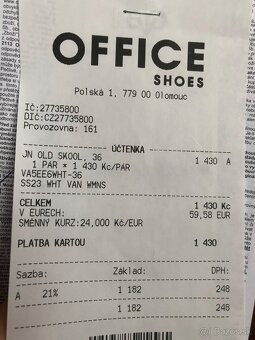 OFFICE
SHOES
Polská 1, 779 00 Olomouc
IČ:27735800
DIČ:CZ27735800
Provozovna: 161
ÚČTENKA
JN OLD SKOOL, 36 1 430 A
1 PÁR * 1 430 Kc/PÁR
VA5EE6WHT-36
SS23 WHT VAN WMNS
CELKEM 1 430 Kc
V EURECH: 59,58 EUR
SMĚNNÝ KURZ:24,000 Kč/EUR
PLATBA KARTOU 1 430
Sazba: Základ: DPH:
A 21% 1 182 248
1 182 248